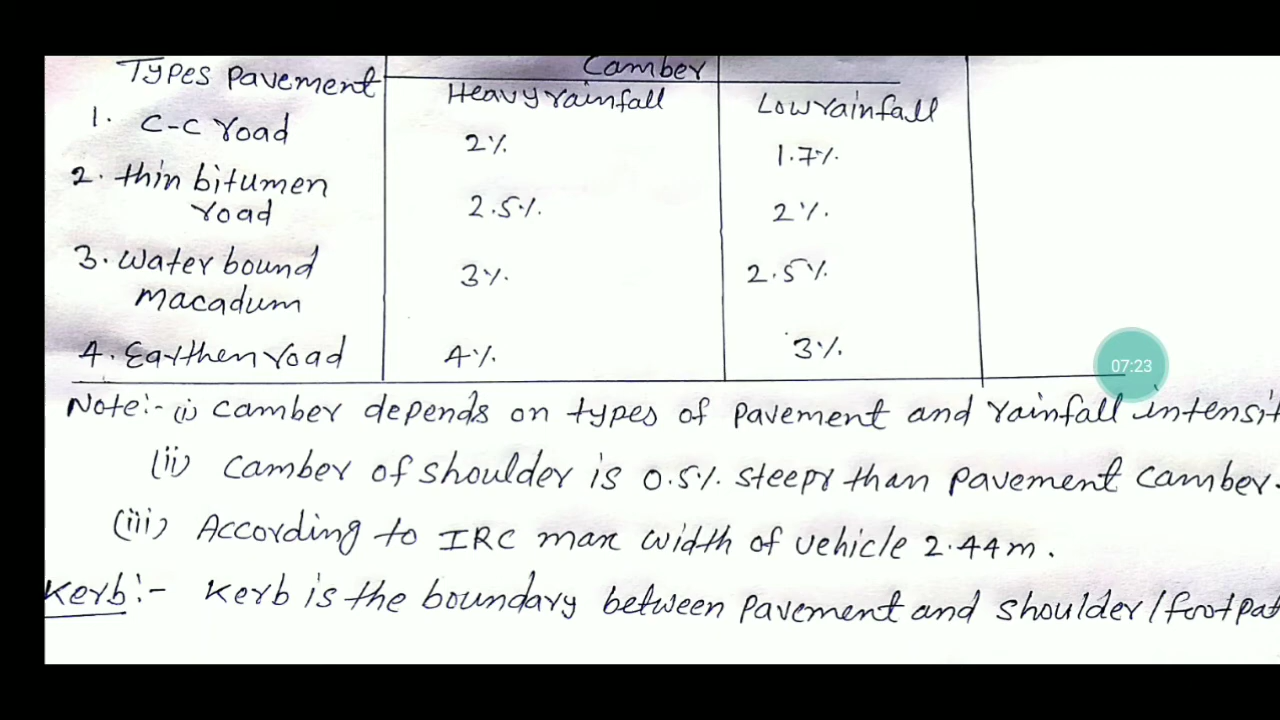 Types pavement Camber
Heavy rainfall Low rainfall
1. C-C road 2% 1.7%
2. thin bitumen
road 2.5% 2%
3. Water bound 3% 2.5%
macadum
4. Earthen road 4% 3%
07:23
Note:- (i) camber depends on types of pavement and rainfall intensit
(ii) camber of shoulder is 0.5% steepr than pavement camber.
(iii) According to IRC max width of vehicle 2.44m.
Kerb:- Kerb is the boundary between pavement and shoulder/footpat